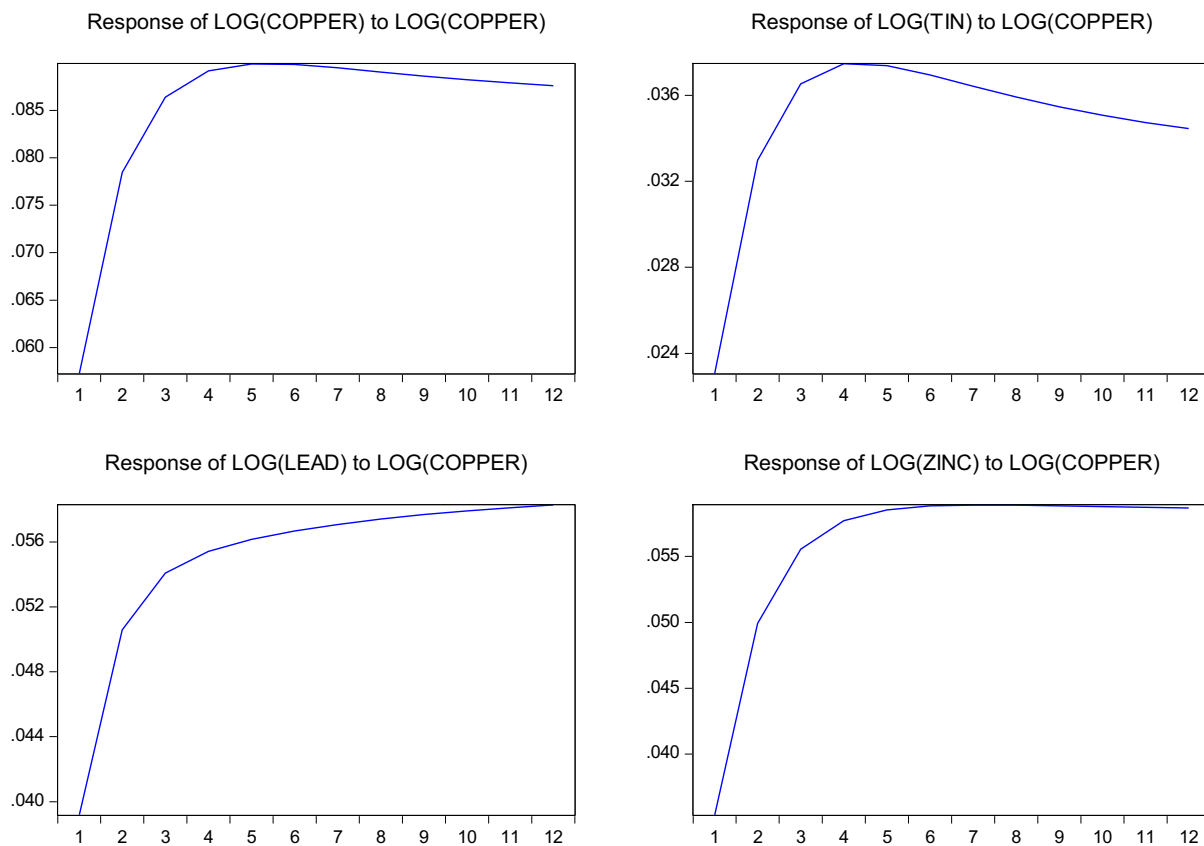 Response of LOG(COPPER) to LOG(COPPER)
.085
.080
.075
.070
.065
.060
1 2 3 4 5 6 7 8 9 10 11 12
Response of LOG(TIN) to LOG(COPPER)
.036
.032
.028
.024
1 2 3 4 5 6 7 8 9 10 11 12
Response of LOG(LEAD) to LOG(COPPER)
.056
.052
.048
.044
.040
1 2 3 4 5 6 7 8 9 10 11 12
Response of LOG(ZINC) to LOG(COPPER)
.055
.050
.045
.040
1 2 3 4 5 6 7 8 9 10 11 12